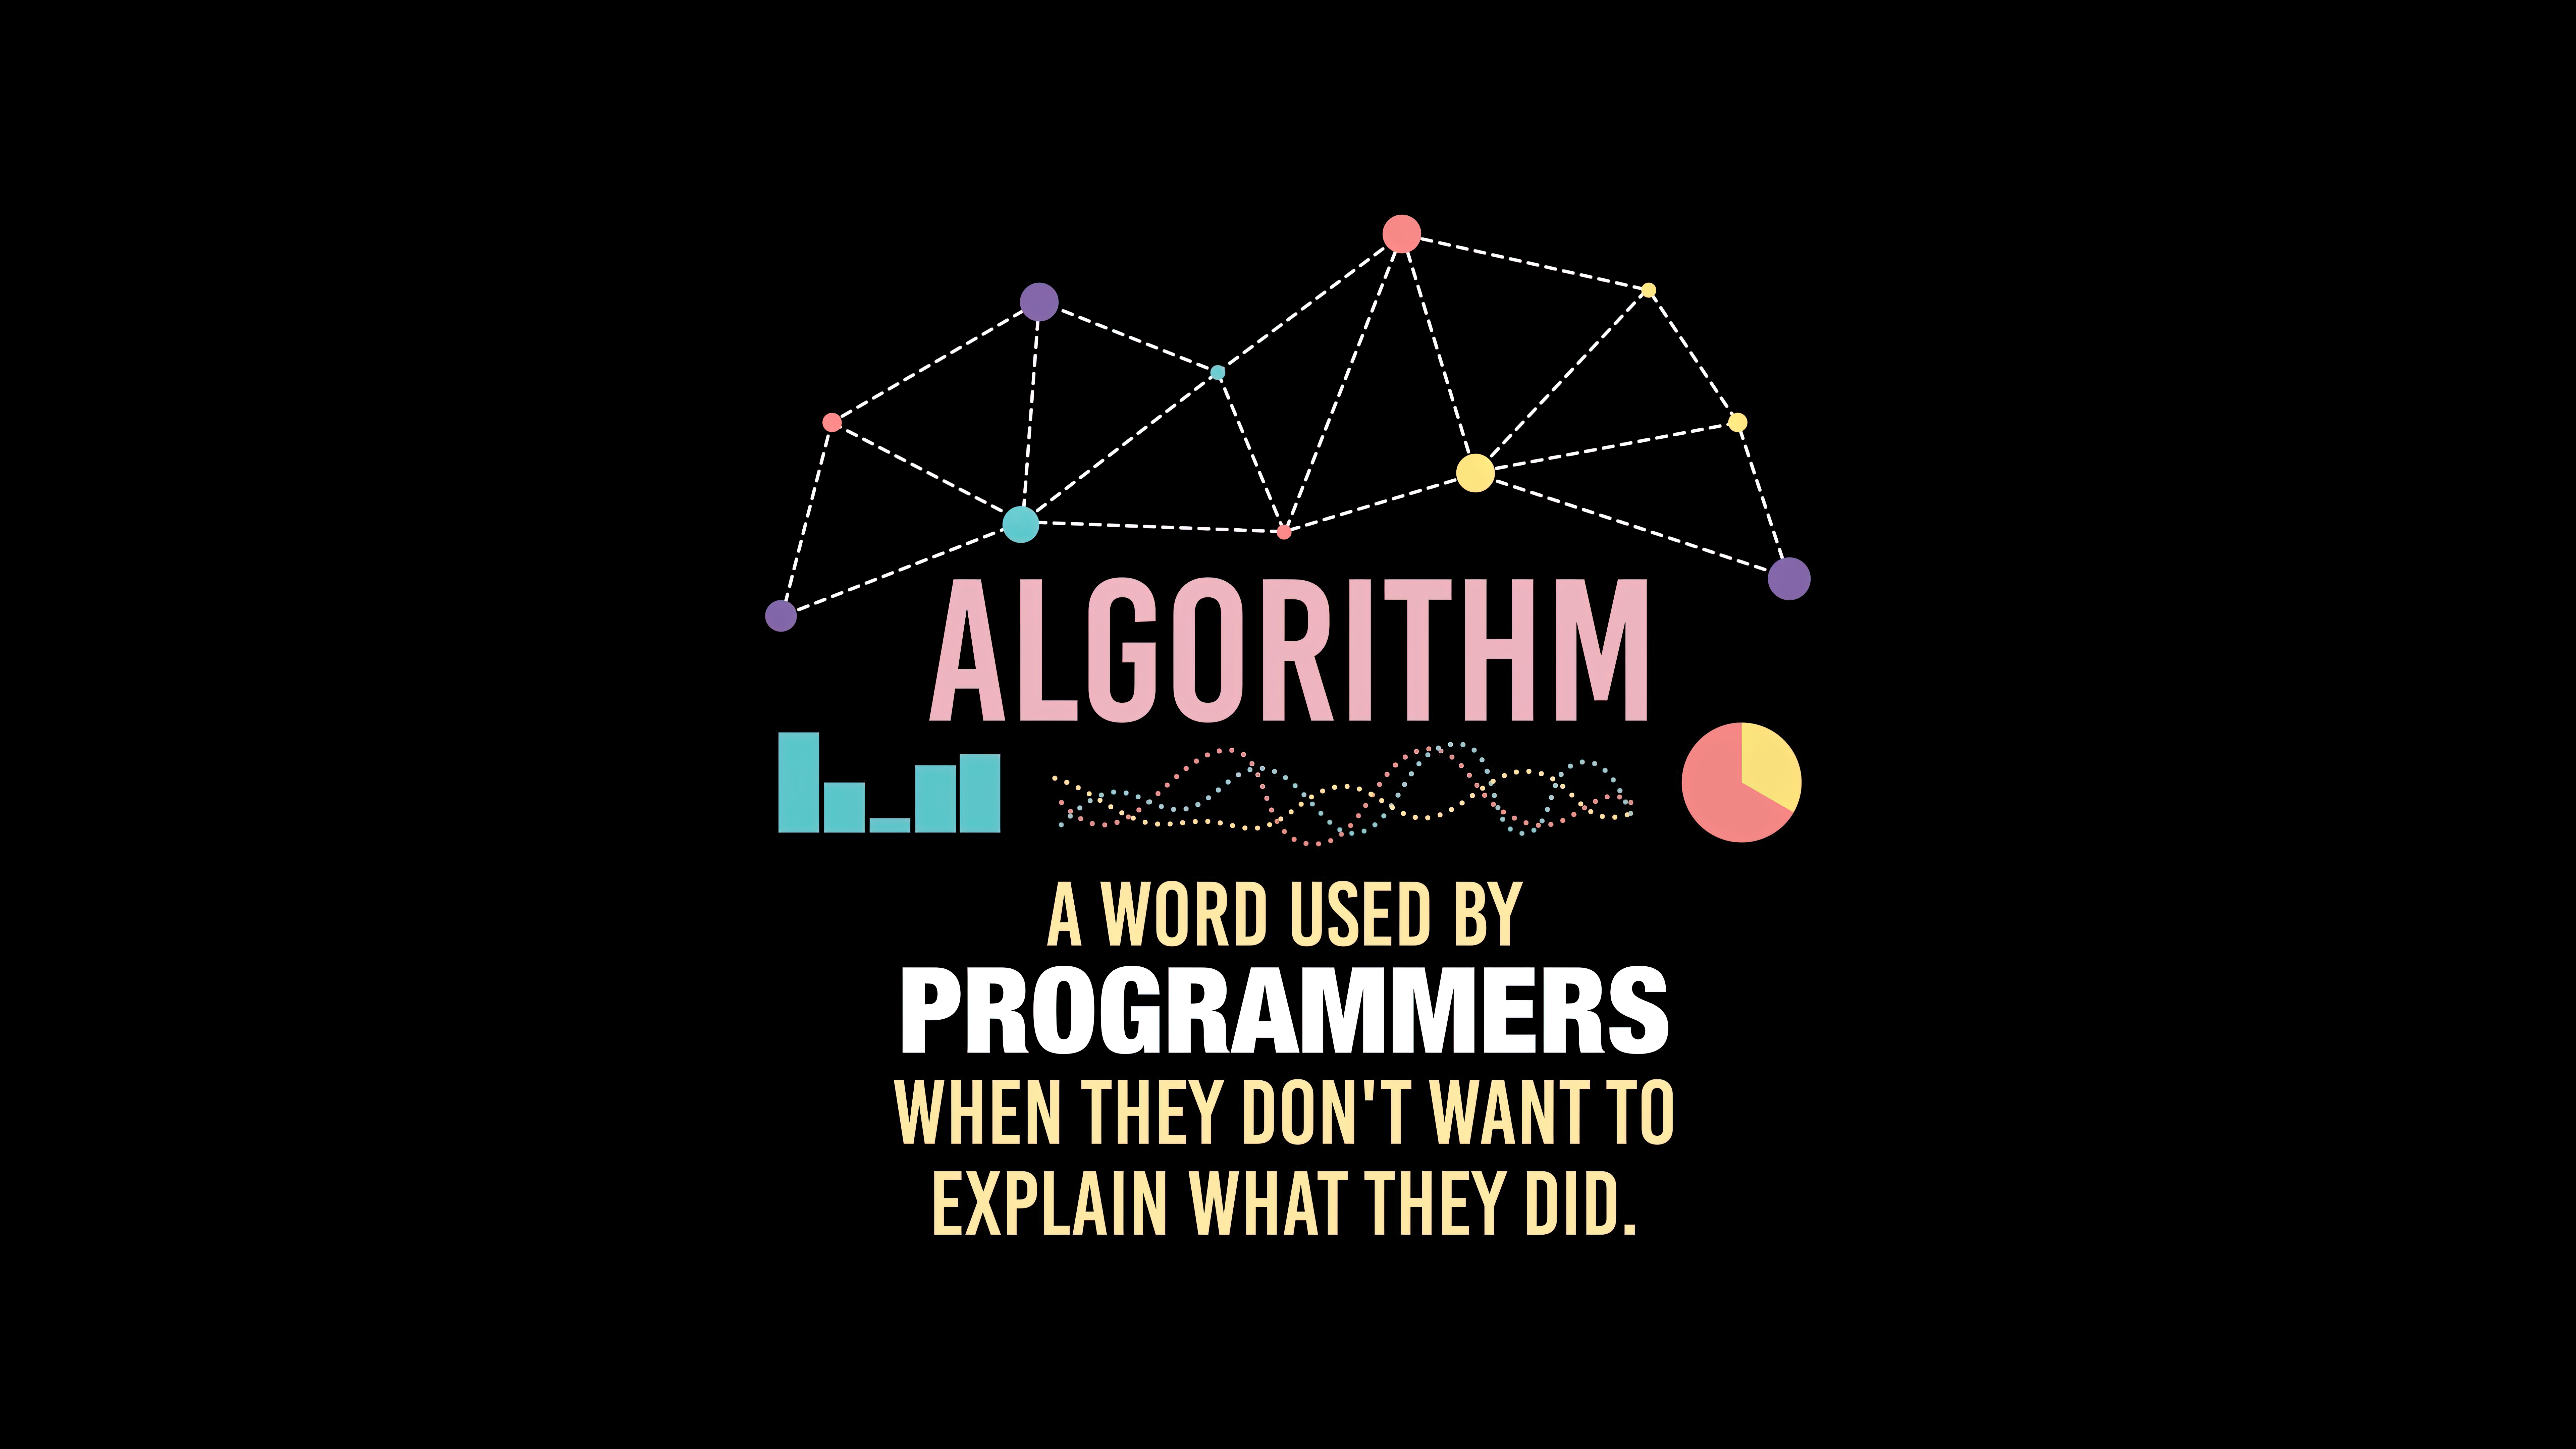 ALGORITHM
A WORD USED BY
PROGRAMMERS
WHEN THEY DON'T WANT TO
EXPLAIN WHAT THEY DID.